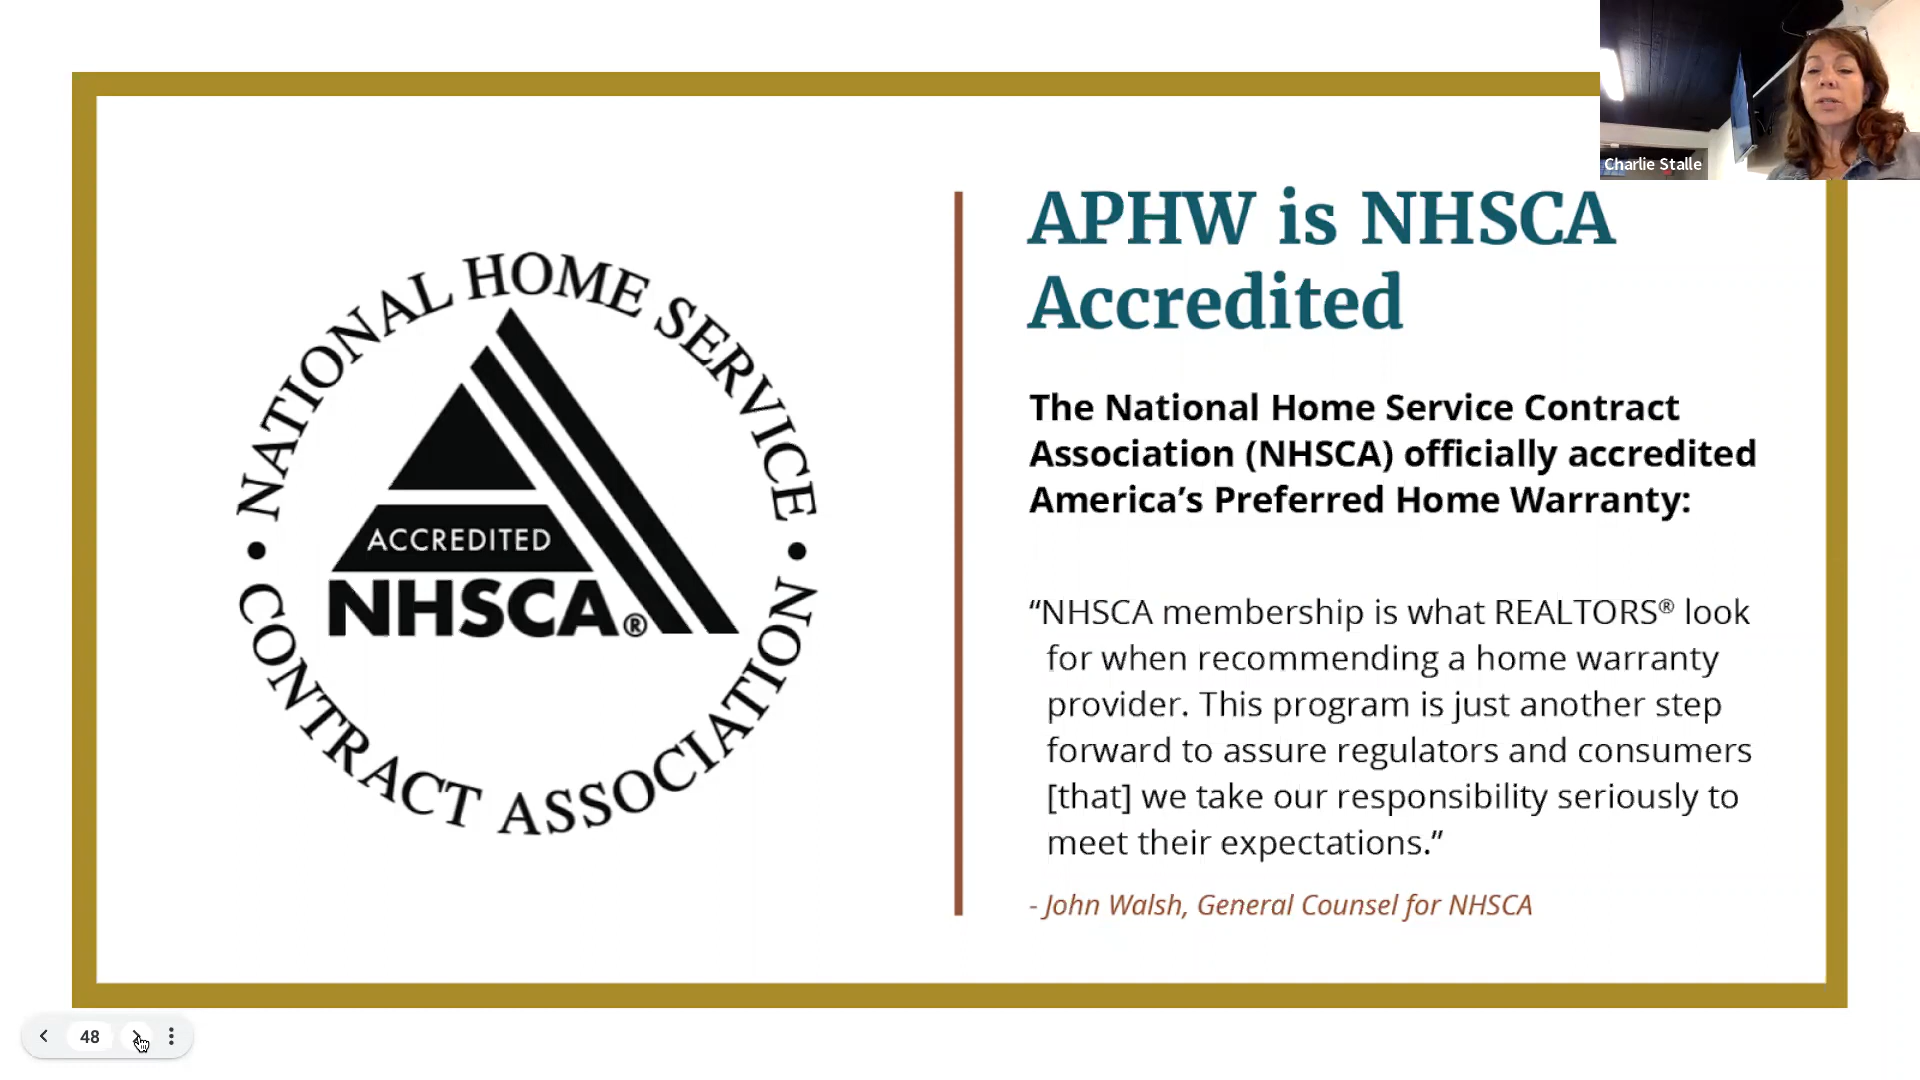 Charlie Stalle
APHW is NHSCA
Accredited
The National Home Service Contract
Association (NHSCA) officially accredited
America’s Preferred Home Warranty:
“NHSCA membership is what REALTORS® look
for when recommending a home warranty
provider. This program is just another step
forward to assure regulators and consumers
[that] we take our responsibility seriously to
meet their expectations.”
- John Walsh, General Counsel for NHSCA
NATIONAL HOME SERVICE
• CONTRACT ASSOCIATION •
ACCREDITED
NHSCA®
48